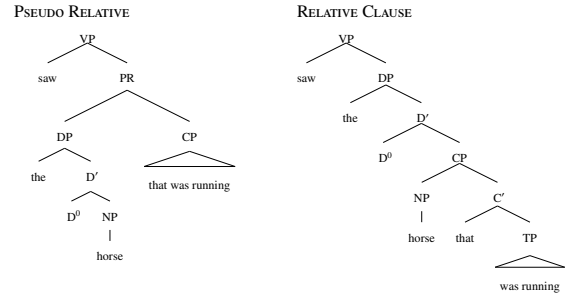 PSEUDO RELATIVE
VP
saw PR
DP CP
the D′ that was running
D⁰ NP
horse
RELATIVE CLAUSE
VP
saw DP
the D′
D⁰ CP
NP C′
horse that TP
was running